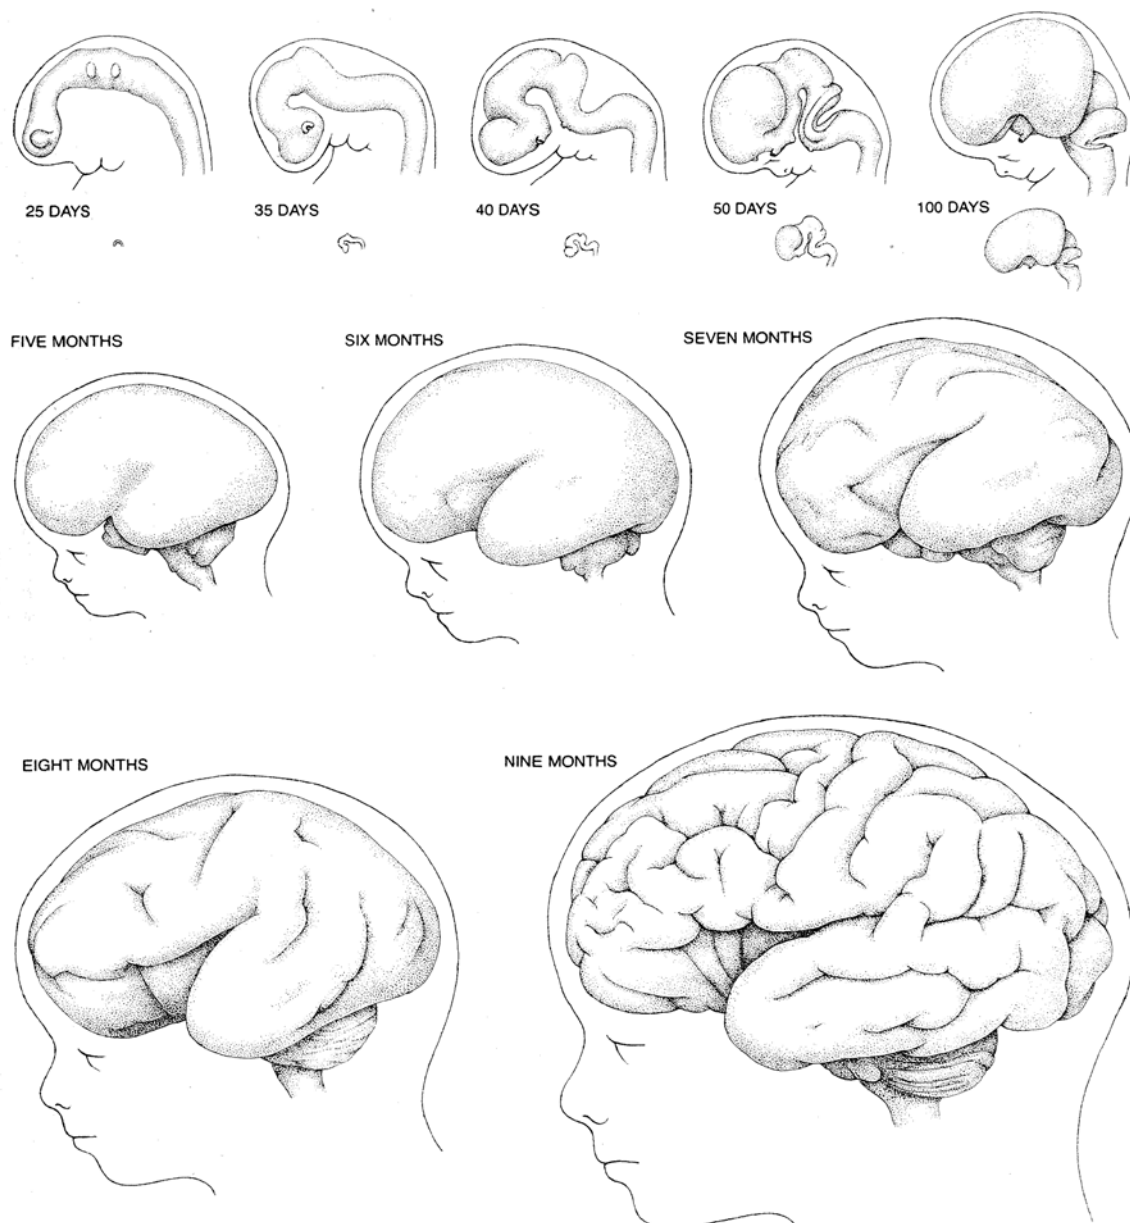 25 DAYS
35 DAYS
40 DAYS
50 DAYS
100 DAYS
FIVE MONTHS
SIX MONTHS
SEVEN MONTHS
EIGHT MONTHS
NINE MONTHS